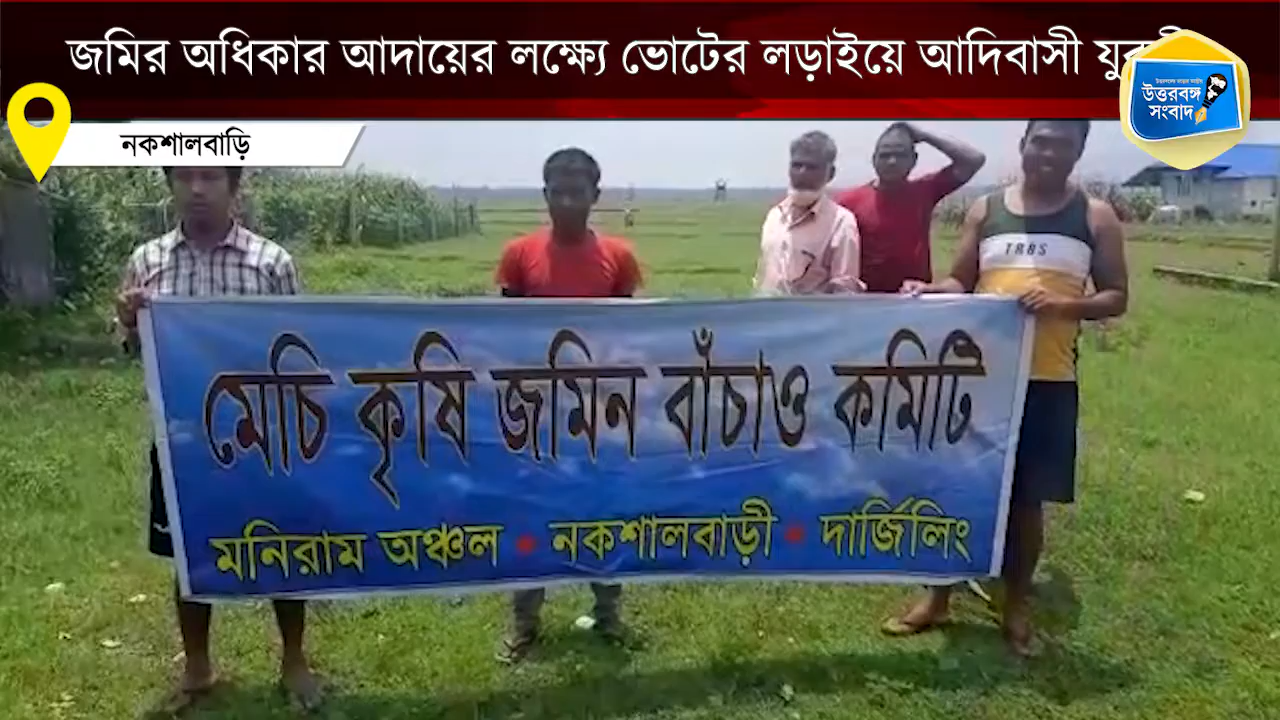 জমির অধিকার আদায়ের লক্ষ্যে ভোটের লড়াইয়ে আদিবাসী
উত্তরবঙ্গ
সংবাদ
নকশালবাড়ি
TRBS
মেচি কৃষি জমিন বাঁচাও কমিটি
মনিরাম অঞ্চল • নকশালবাড়ী • দার্জিলিং